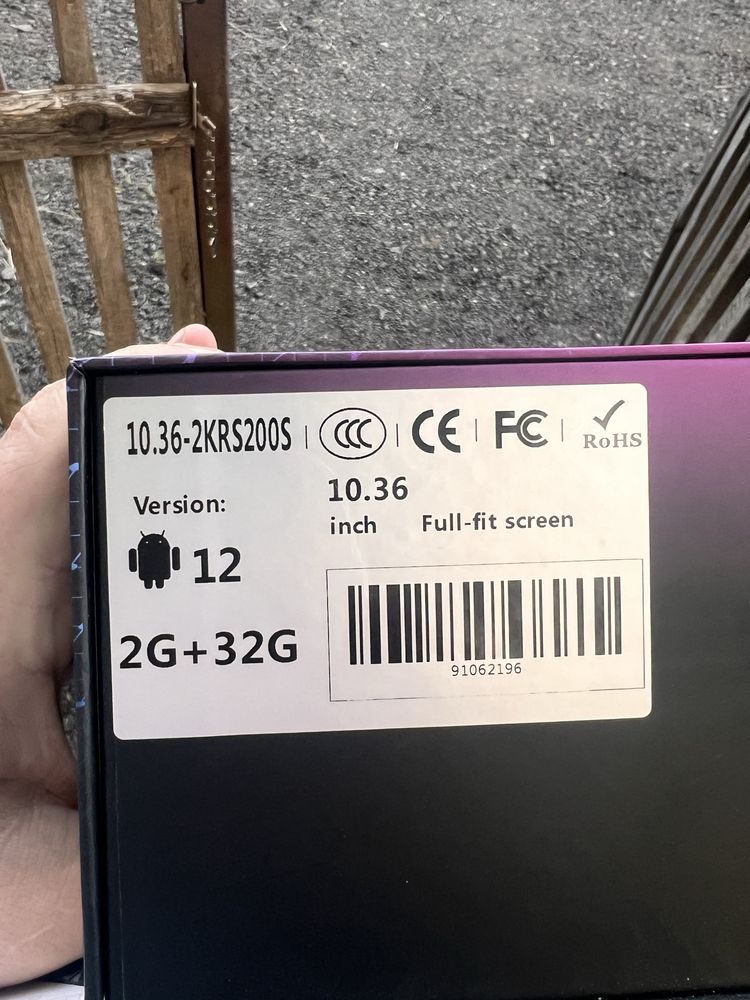 10.36-2KRS200S | CCC | CE | FC | RoHS
Version:
12
2G+32G
10.36
inch Full-fit screen
91062196